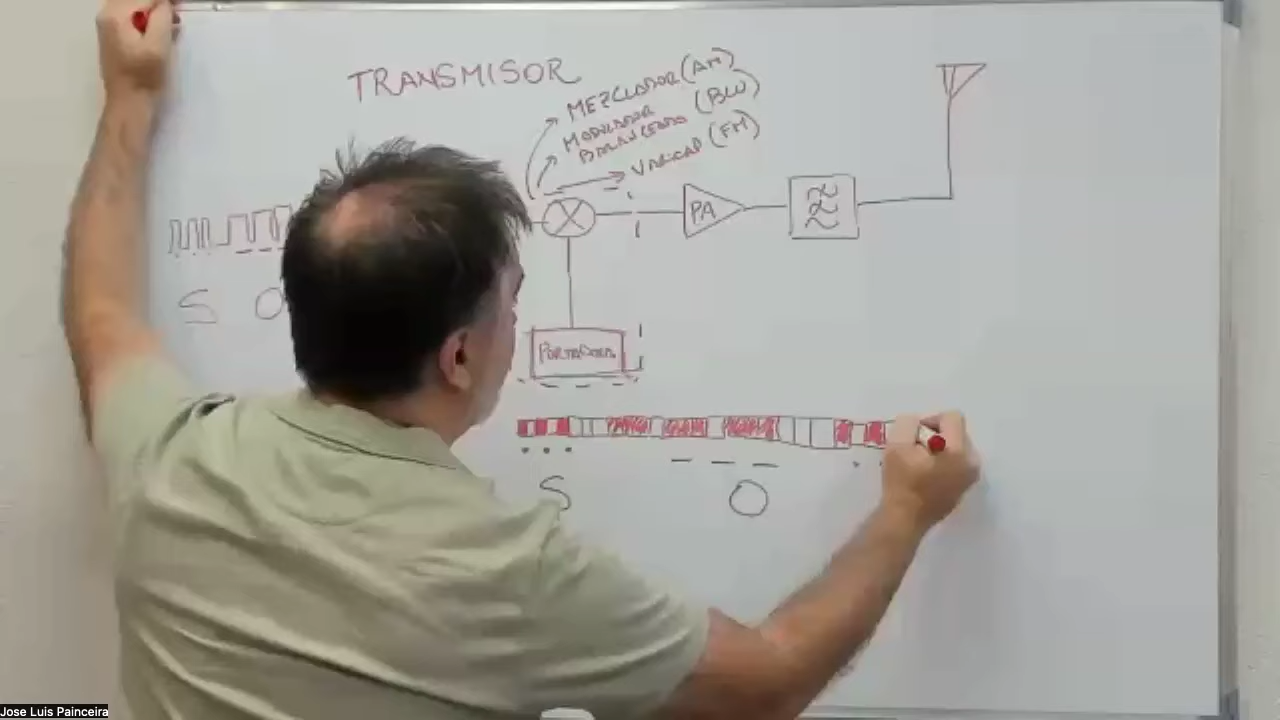 TRANSMISOR
MEZCLADOR (AM)
MODULADOR
BALANCEADO (BLU)
VARICAP (FM)
PA
S O
PORTADORA
S O
Jose Luis Painceira